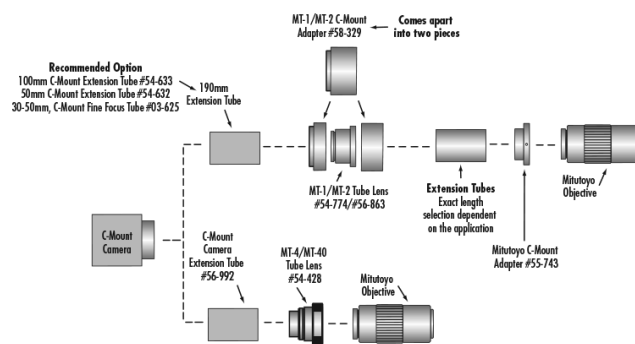 MT-1/MT-2 C-Mount
Adapter #58-329
Comes apart
into two pieces
Recommended Option
100mm C-Mount Extension Tube #54-633
50mm C-Mount Extension Tube #54-632
30-50mm, C-Mount Fine Focus Tube #03-625
190mm
Extension Tube
MT-1/MT-2 Tube Lens
#54-774/#56-863
Extension Tubes
Exact length
selection dependent
on the application
Mitutoyo
Objective
Mitutoyo C-Mount
Adapter #55-743
C-Mount
Camera
C-Mount
Camera
Extension Tube
#56-992
MT-4/MT-40
Tube Lens
#54-428
Mitutoyo
Objective